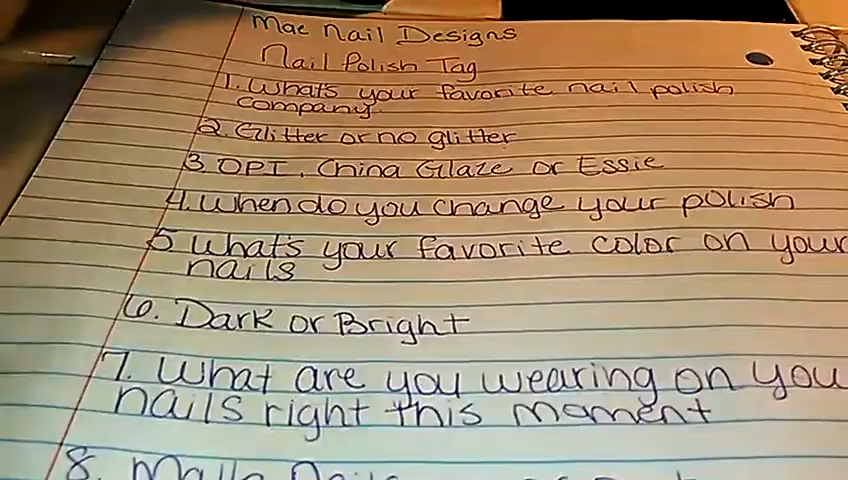 Mae Nail Designs
Nail Polish Tag
1. What's your favorite nail polish
company.
2. Glitter or no glitter
3 OPI, China Glaze or Essie
4. When do you change your polish
5 What's your favorite color on your
nails
6. Dark or Bright
7. What are you wearing on you
nails right this moment
8.